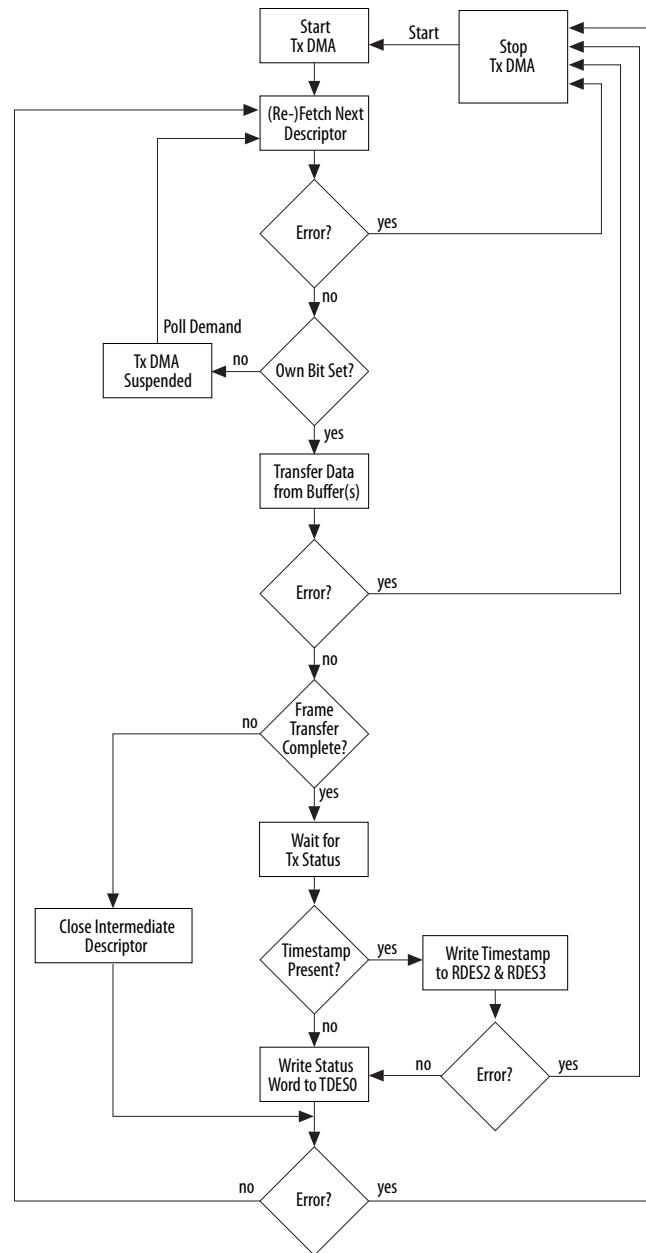 Start
Tx DMA
Start
Stop
Tx DMA
(Re-)Fetch Next
Descriptor
Error?
yes
no
Poll Demand
Tx DMA
Suspended
no
Own Bit Set?
yes
Transfer Data
from Buffer(s)
Error?
yes
no
no
Frame
Transfer
Complete?
yes
Wait for
Tx Status
Close Intermediate
Descriptor
Timestamp
Present?
yes
Write Timestamp
to RDES2 & RDES3
no
Write Status
Word to TDES0
no
Error?
yes
no
Error?
yes